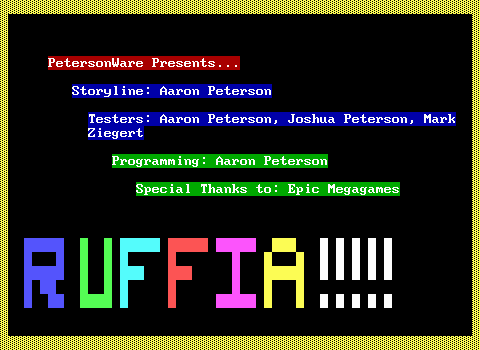 PetersonWare Presents...
Storyline: Aaron Peterson
Testers: Aaron Peterson, Joshua Peterson, Mark
Ziegert
Programming: Aaron Peterson
Special Thanks to: Epic Megagames
RUFFIA!!!!!